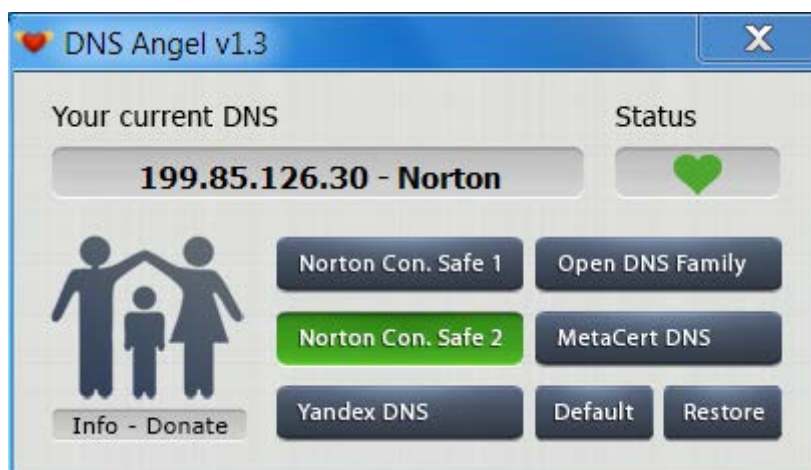 DNS Angel v1.3
Your current DNS
Status
199.85.126.30 - Norton
Norton Con. Safe 1
Open DNS Family
Norton Con. Safe 2
MetaCert DNS
Yandex DNS
Default
Restore
Info - Donate